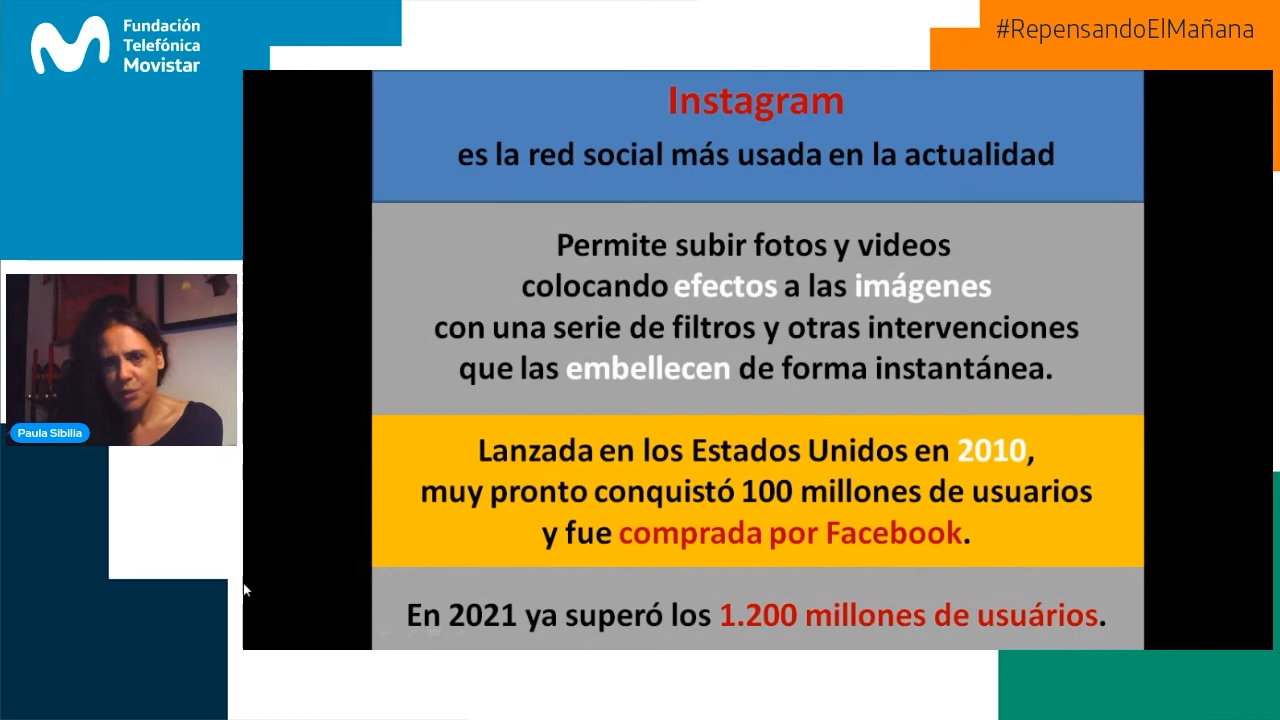 Fundación
Telefónica
Movistar
#RepensandoElMañana
Instagram
es la red social más usada en la actualidad
Permite subir fotos y videos
colocando efectos a las imágenes
con una serie de filtros y otras intervenciones
que las embellecen de forma instantánea.
Lanzada en los Estados Unidos en 2010,
muy pronto conquistó 100 millones de usuarios
y fue comprada por Facebook.
En 2021 ya superó los 1.200 millones de usuários.
Paula Sibilia